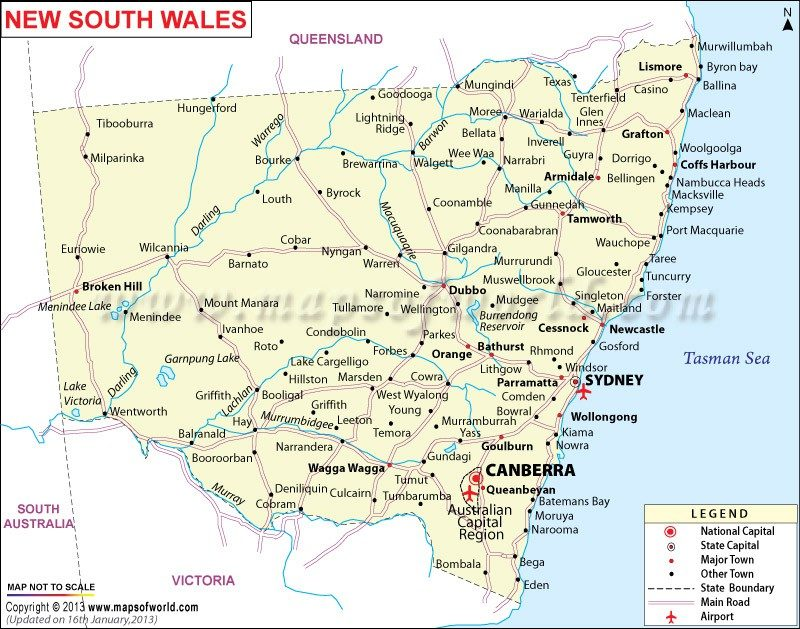 NEW SOUTH WALES
N
QUEENSLAND
Murwillumbah
Lismore
Byron bay
Texas
Mungindi
Casino
Ballina
Goodooga
Tenterfield
Hungerford
Maclean
Tibooburra
Lightning
Ridge
Moree
Warialda
Glen
Innes
Warrego
Barwon
Bellata
Inverell
Grafton
Woolgoolga
Milparinka
Bourke
Brewarrina
Walgett
Wee Waa
Narrabri
Guyra
Dorrigo
Coffs Harbour
Armidale
Bellingen
Nambucca Heads
Louth
Byrock
Manilla
Macksville
Macuquarie
Coonamble
Gunnedah
Kempsey
Darling
Tamworth
Coonabarabran
Port Macquarie
Euriowie
Wilcannia
Cobar
Nyngan
Gilgandra
Wauchope
Barnato
Warren
Murrurundi
Taree
Gloucester
Tuncurry
Broken Hill
Dubbo
Muswellbrook
Forster
Menindee Lake
Narromine
Mudgee
Singleton
www.mapsofworld.com
Mount Manara
Wellington
Burrendong
Reservoir
Maitland
Menindee
Tullamore
Cessnock
Newcastle
Ivanhoe
Condobolin
Parkes
Gosford
Roto
Forbes
Orange
Bathurst
Rhmond
Tasman Sea
Garnpung Lake
Lake Cargelligo
Lithgow
Windsor
Hillston
Marsden
Cowra
Parramatta
SYDNEY
Lake
Victoria
Darling
Lachlan
Griffith
Booligal
West Wyalong
Comden
Wentworth
Griffith
Young
Bowral
Wollongong
Hay
Murrumbidgee
Leeton
Temora
Murramburrah
Kiama
Balranald
Narrandera
Yass
Goulburn
Nowra
Booroorban
Wagga Wagga
Gundagi
CANBERRA
Murray
Deniliquin
Culcairn
Tumut
Queanbeyan
Cobram
Tumbarumba
Australian
Capital
Region
Batemans Bay
SOUTH
AUSTRALIA
Moruya
Narooma
VICTORIA
Bombala
Bega
Eden
LEGEND
National Capital
State Capital
Major Town
Other Town
State Boundary
Main Road
Airport
MAP NOT TO SCALE
Copyright © 2013 www.mapsofworld.com
(Updated on 16th January,2013)